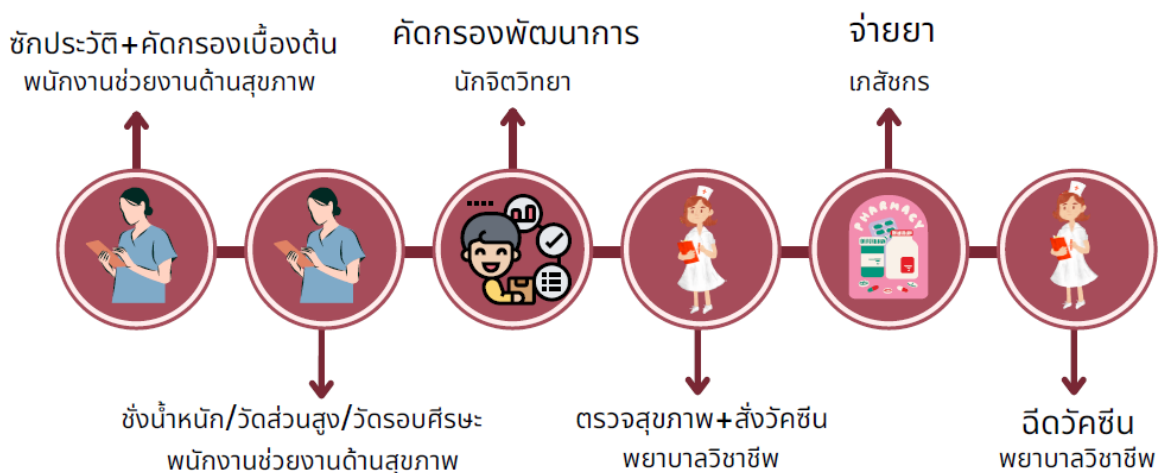 ซักประวัติ+คัดกรองเบื้องต้น
พนักงานช่วยงานด้านสุขภาพ
คัดกรองพัฒนาการ
นักจิตวิทยา
จ่ายยา
เภสัชกร
PHARMACY
ชั่งน้ำหนัก/วัดส่วนสูง/วัดรอบศีรษะ
พนักงานช่วยงานด้านสุขภาพ
ตรวจสุขภาพ+สั่งวัคซีน
พยาบาลวิชาชีพ
ฉีดวัคซีน
พยาบาลวิชาชีพ